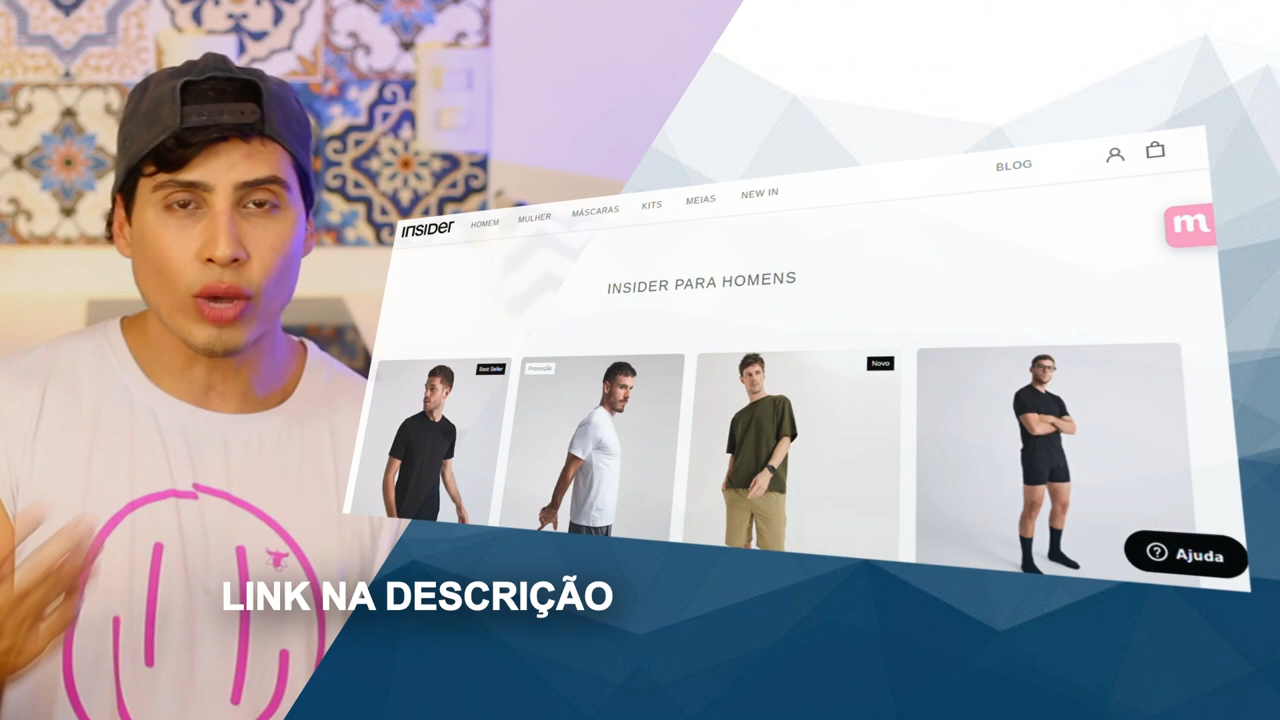 INSIDER HOMEM MULHER MÁSCARAS KITS MEIAS NEW IN BLOG
m
INSIDER PARA HOMENS
Best Seller Promoção Novo
Ajuda
LINK NA DESCRIÇÃO